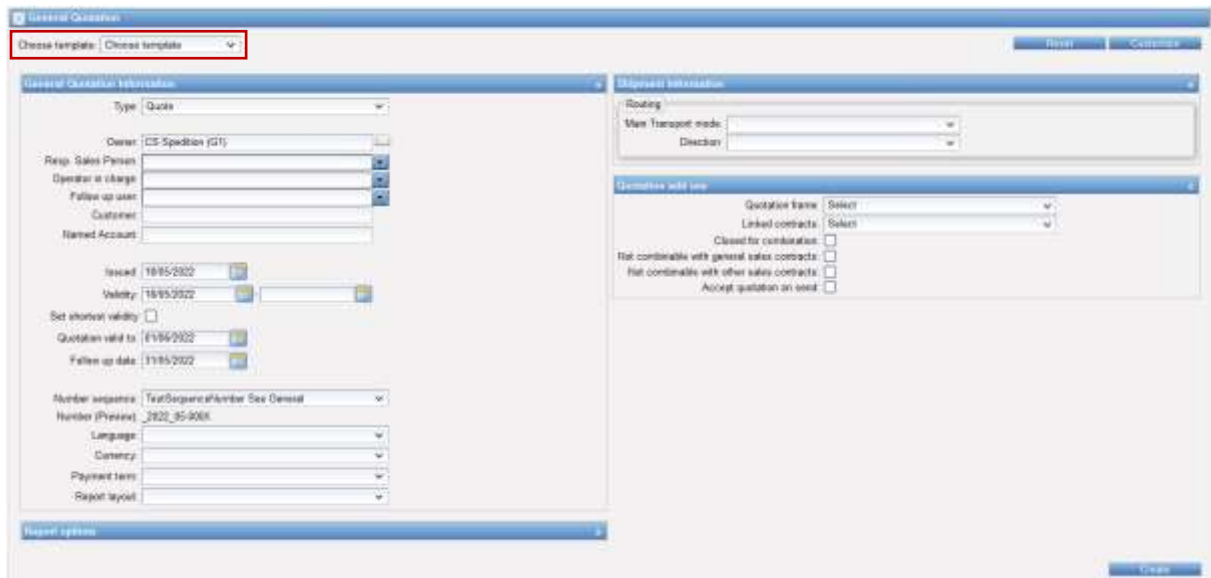 General Quotation
Choose template: Choose template
Reset Customize
General Quotation Information
Type: Quote
Owner: CS Spedition (G1)
Resp. Sales Person:
Operator in charge:
Follow up user:
Customer:
Named Account:
Issued: 18/05/2022
Validity: 18/05/2022 -
Set shortest validity:
Quotation valid to: 01/06/2022
Follow up date: 31/05/2022
Number sequence: TestSequenceNumber Sea General
Number (Preview): _2022_05-000X
Language:
Currency:
Payment term:
Report layout:
Report options
Shipment Information
Routing
Main Transport mode:
Direction:
Quotation add use
Quotation frame: Select
Linked contracts: Select
Closed for combination:
Not combinable with general sales contracts:
Not combinable with other sales contracts:
Accept quotation on send:
Create